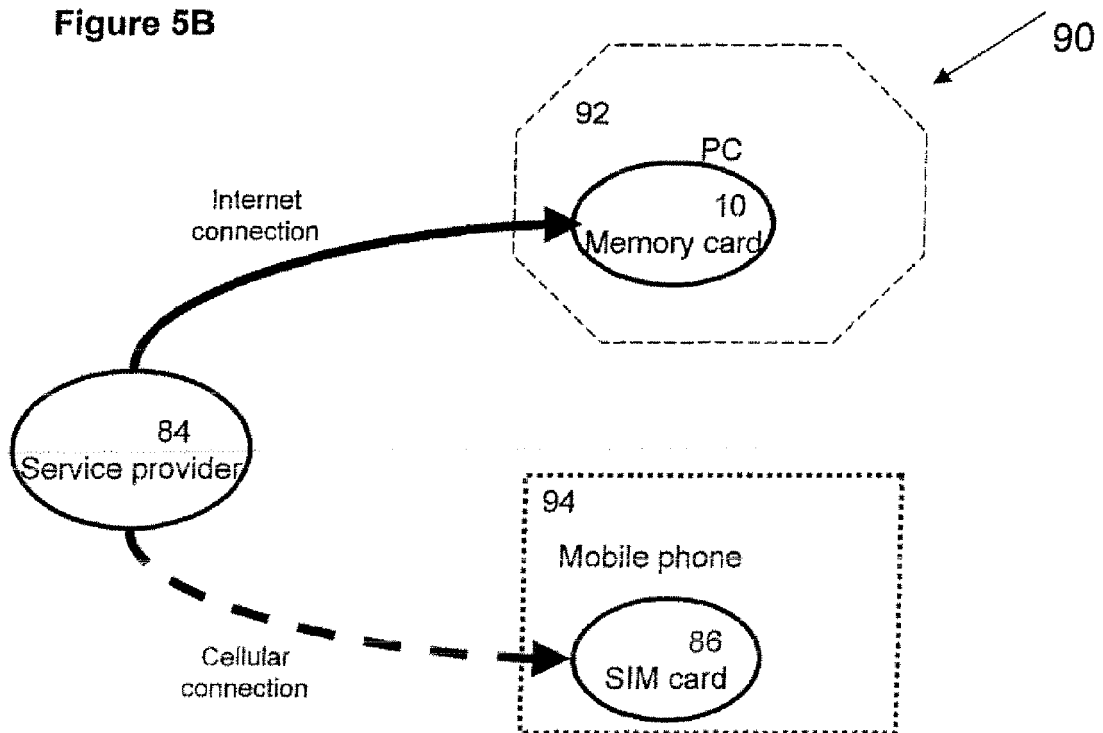 Figure 5B
90
92
PC
10
Memory card
Internet
connection
84
Service provider
94
Mobile phone
86
SIM card
Cellular
connection